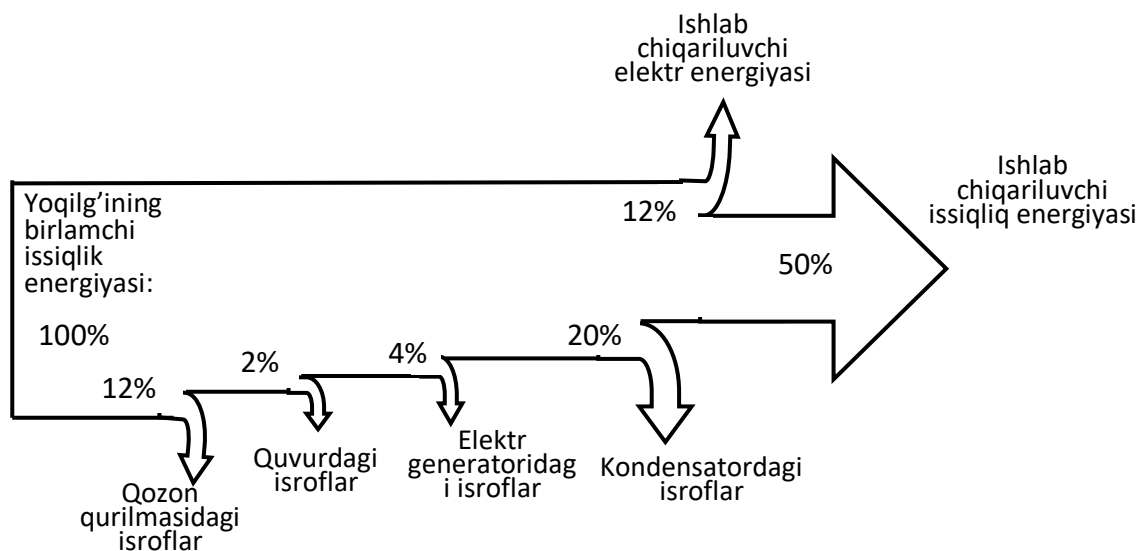 Ishlab
chiqariluvchi
elektr energiyasi
Ishlab
chiqariluvchi
issiqliq energiyasi
Yoqilg’ining
birlamchi
issiqlik
energiyasi:
100%
12%
50%
12%
2%
4%
20%
Qozon
qurilmasidagi
isroflar
Quvurdagi
isroflar
Elektr
generatoridag
i isroflar
Kondensatordagi
isroflar